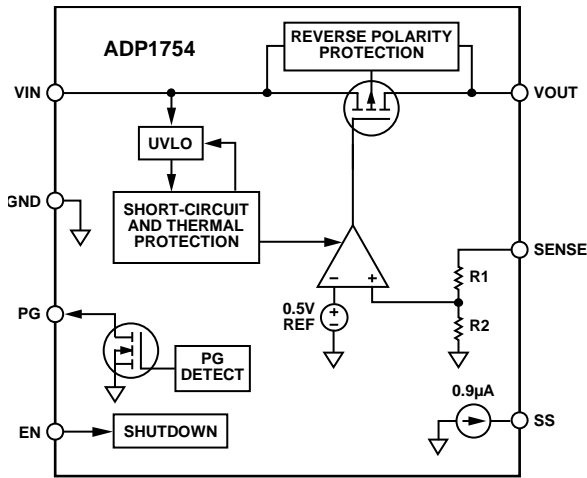 ADP1754
REVERSE POLARITY
PROTECTION
VIN
VOUT
UVLO
GND
SHORT-CIRCUIT
AND THERMAL
PROTECTION
SENSE
R1
R2
0.5V
REF
PG
PG
DETECT
0.9µA
SS
EN
SHUTDOWN